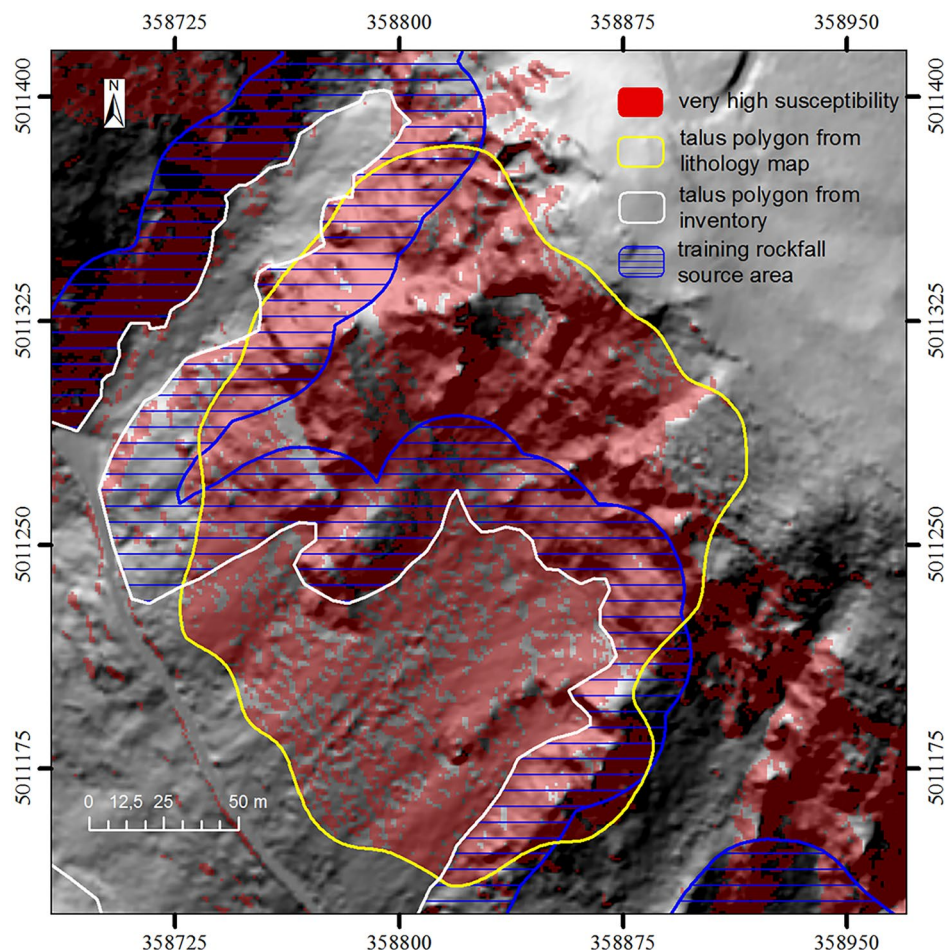 358725 358800 358875 358950
5011400 5011400
N
very high susceptibility
talus polygon from
lithology map
talus polygon from
inventory
training rockfall
source area
5011325 5011325
5011250 5011250
5011175 5011175
0 12,5 25 50 m
358725 358800 358875 358950